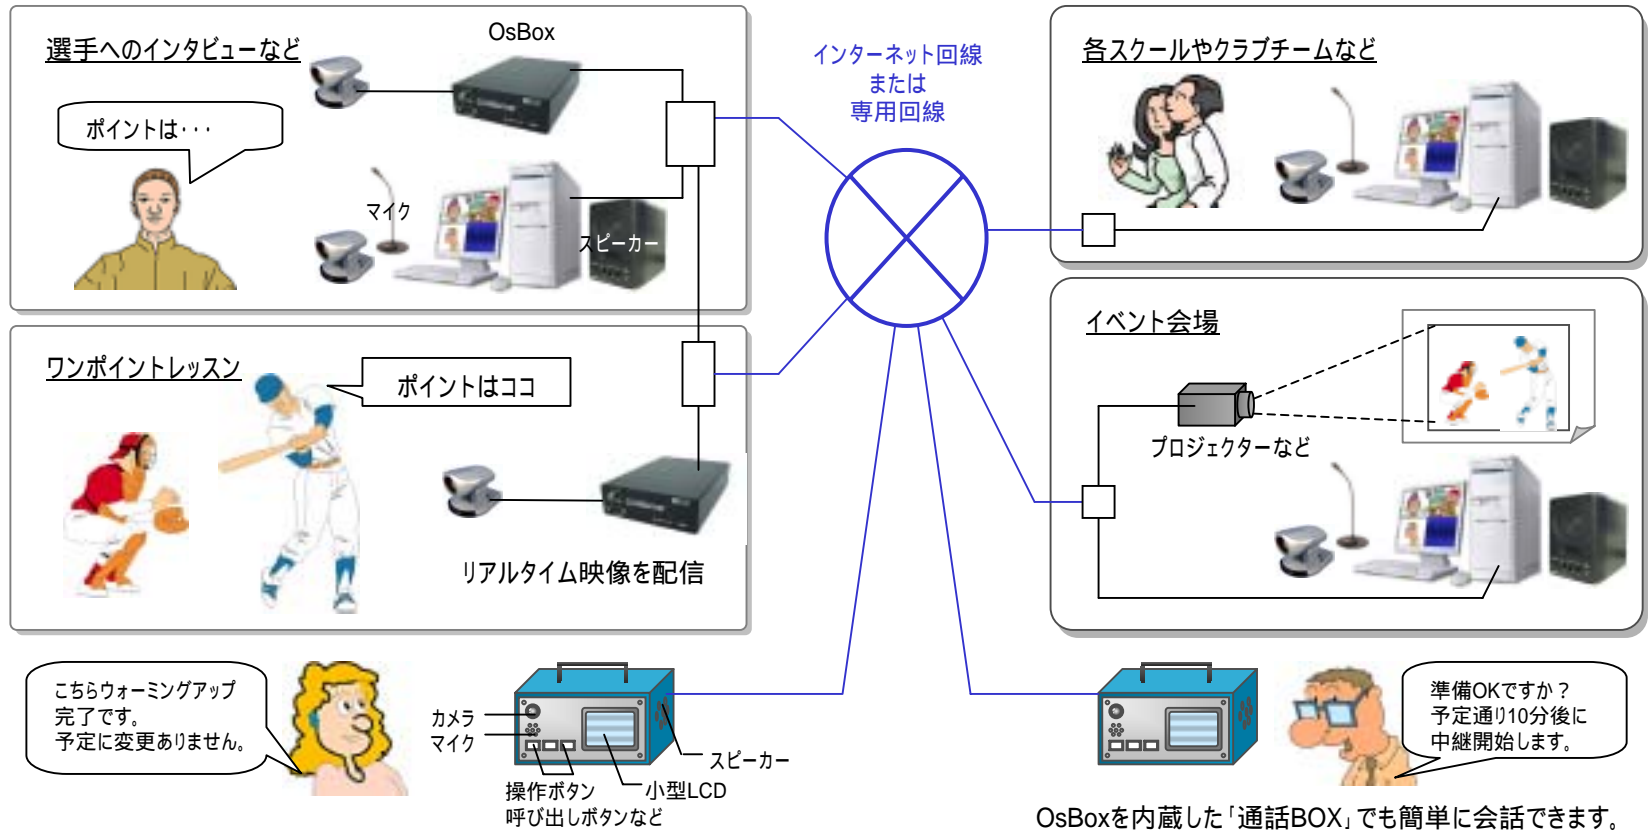 選手へのインタビューなど
OsBox
ポイントは・・・
マイク
スピーカー
インターネット回線
または
専用回線
各スクールやクラブチームなど
ワンポイントレッスン
ポイントはココ
リアルタイム映像を配信
イベント会場
プロジェクターなど
こちらウォーミングアップ
完了です。
予定に変更ありません。
カメラ
マイク
操作ボタン
呼び出しボタンなど
小型LCD
スピーカー
準備OKですか？
予定通り10分後に
中継開始します。
OsBoxを内蔵した「通話BOX」でも簡単に会話できます。